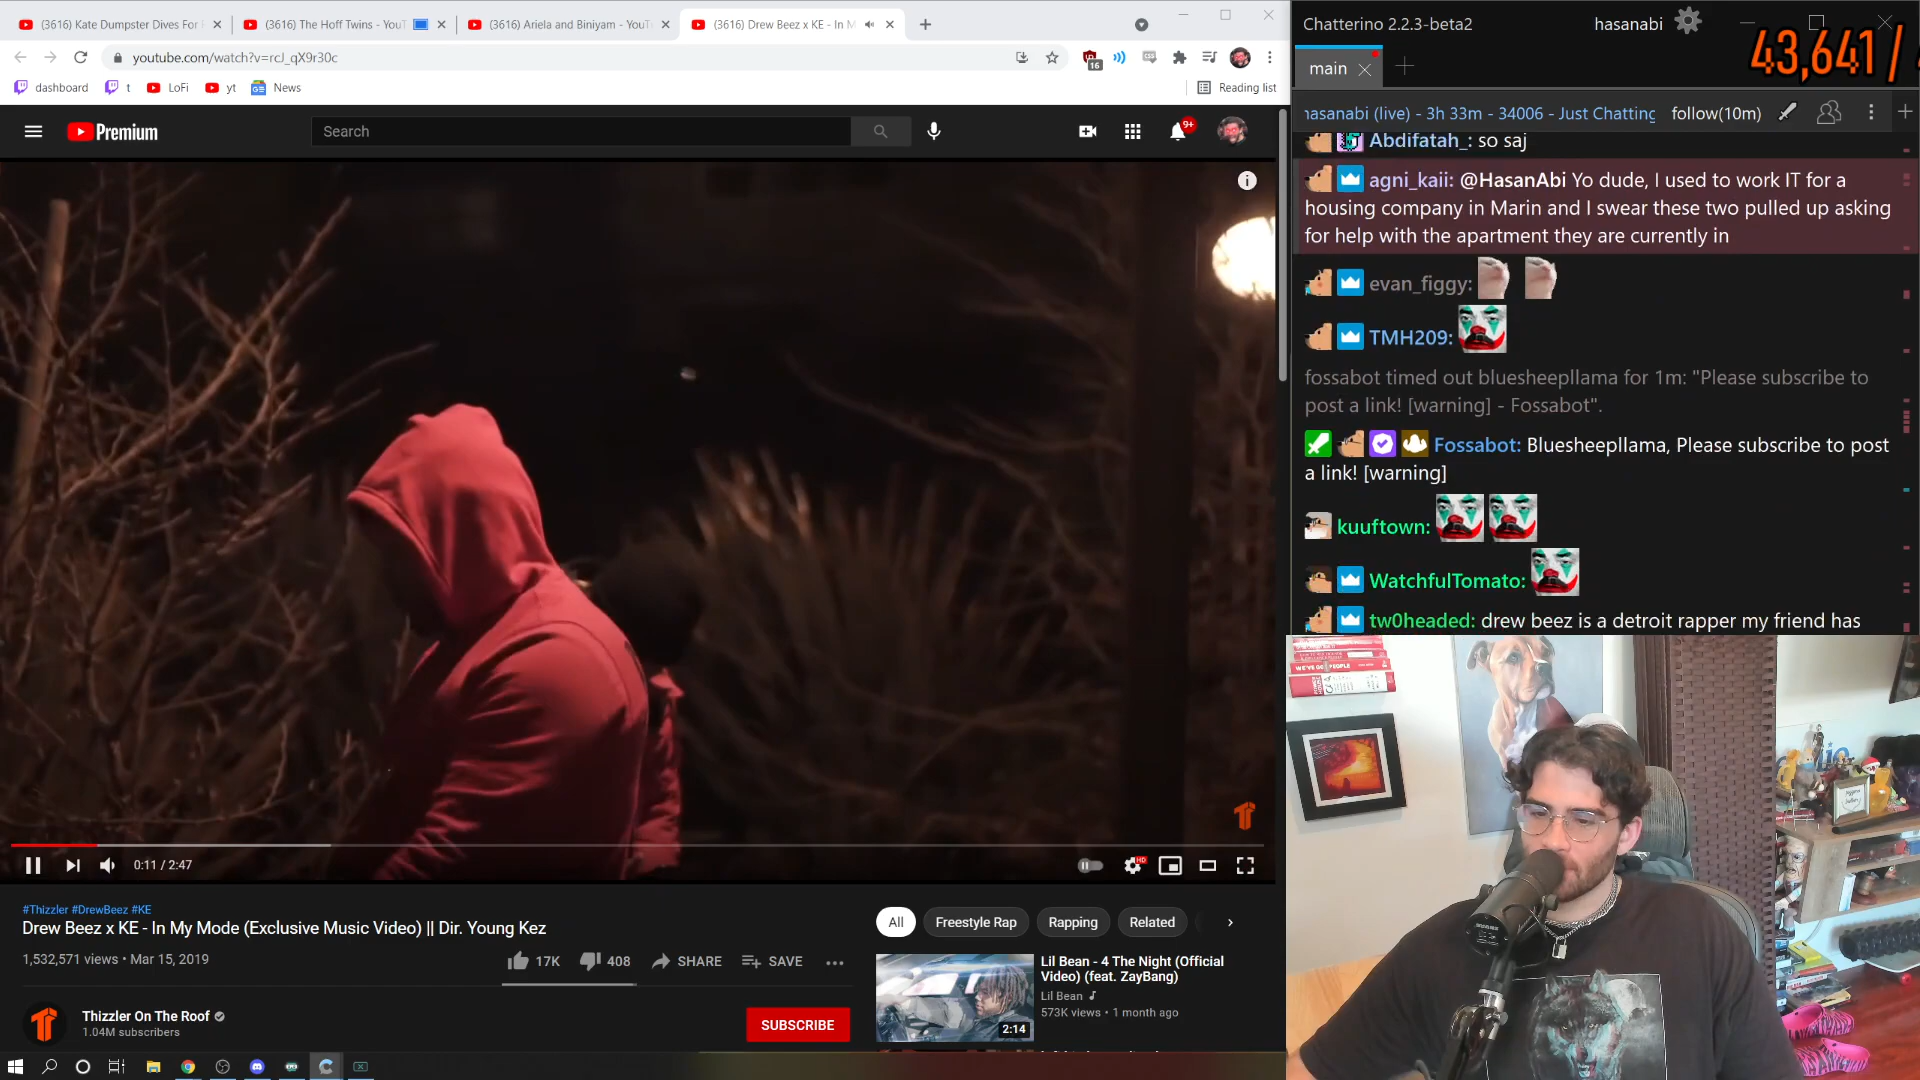 (3616) Kate Dumpster Dives For
(3616) The Hoff Twins - YouT
(3616) Ariela and Biniyam - YouT
(3616) Drew Beez x KE - In M
Chatterino 2.2.3-beta2
hasanabi
43,641 /
youtube.com/watch?v=rcJ_qX9r30c
16
main
dashboard
t
LoFi
yt
News
Reading list
hasanabi (live) - 3h 33m - 34006 - Just Chatting
follow(10m)
Premium
Search
9+
Abdifatah_: so saj
agni_kaii: @HasanAbi Yo dude, I used to work IT for a
housing company in Marin and I swear these two pulled up asking
for help with the apartment they are currently in
evan_figgy:
TMH209:
fossabot timed out bluesheepllama for 1m: "Please subscribe to
post a link! [warning] - Fossabot".
Fossabot: Bluesheepllama, Please subscribe to post
a link! [warning]
kuuftown:
WatchfulTomato:
tw0headed: drew beez is a detroit rapper my friend has
0:11 / 2:47
HD
#Thizzler #DrewBeez #KE
Drew Beez x KE - In My Mode (Exclusive Music Video) || Dir. Young Kez
1,532,571 views • Mar 15, 2019
17K
408
SHARE
SAVE
Thizzler On The Roof
1.04M subscribers
SUBSCRIBE
All
Freestyle Rap
Rapping
Related
Lil Bean - 4 The Night (Official
Video) (feat. ZayBang)
Lil Bean
573K views • 1 month ago
2:14